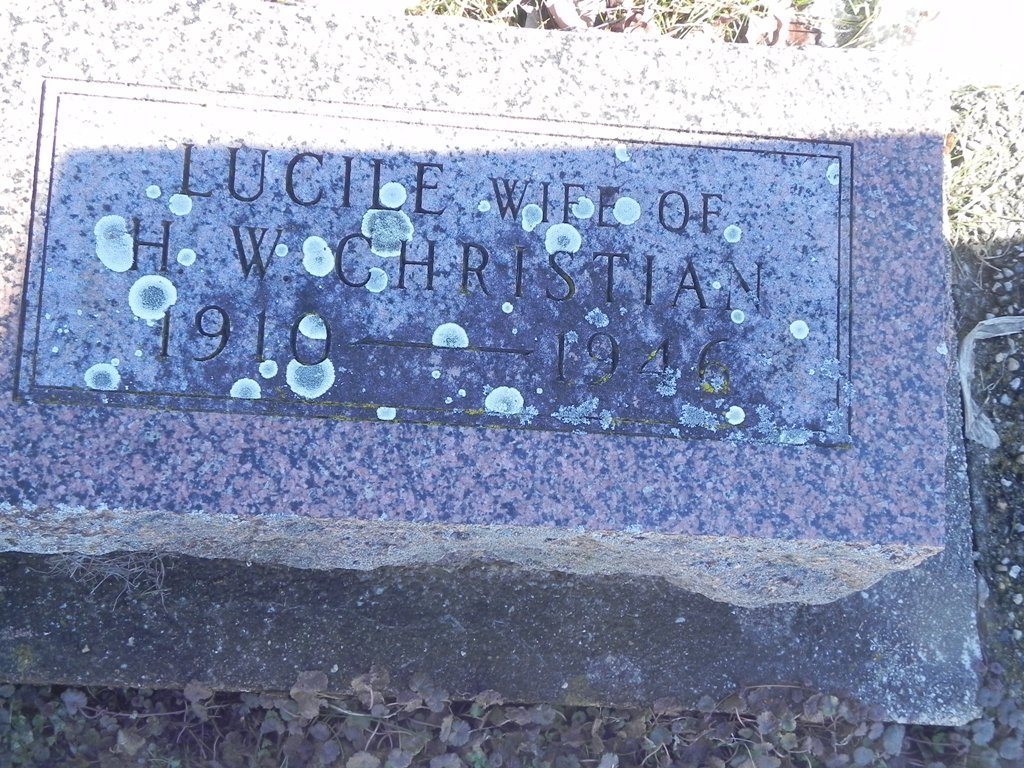 LUCILE WIFE OF
H. W. CHRISTIAN
1910 — 1946